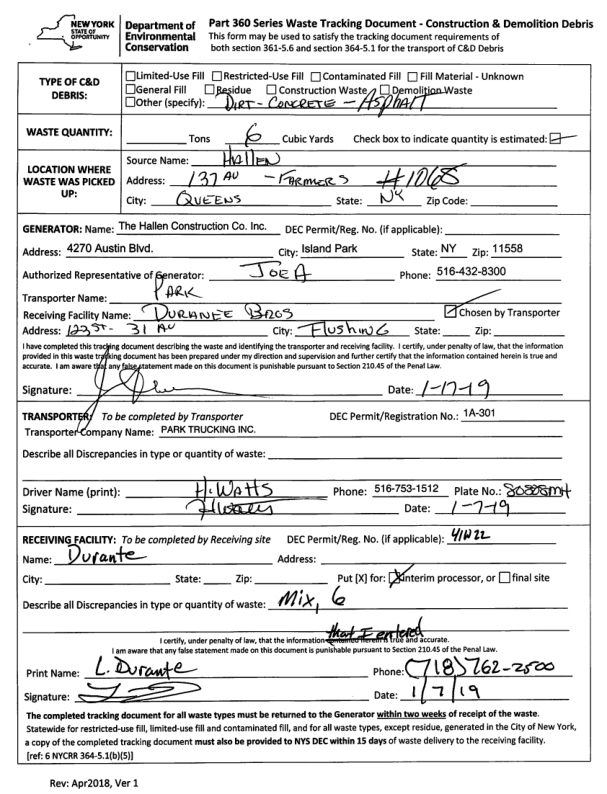 NEW YORK STATE OF OPPORTUNITY
Department of Environmental Conservation
Part 360 Series Waste Tracking Document - Construction & Demolition Debris
This form may be used to satisfy the tracking document requirements of
both section 361-5.6 and section 364-5.1 for the transport of C&D Debris
TYPE OF C&D DEBRIS:
Limited-Use Fill Restricted-Use Fill Contaminated Fill Fill Material - Unknown
General Fill Residue Construction Waste Demolition Waste
Other (specify): DIRT - CONCRETE - ASPHALT
WASTE QUANTITY: Tons 6 Cubic Yards Check box to indicate quantity is estimated:
LOCATION WHERE WASTE WAS PICKED UP:
Source Name: HALLEN
Address: 137 AV - FARMERS #1068
City: QUEENS State: NY Zip Code:
GENERATOR: Name: The Hallen Construction Co. Inc. DEC Permit/Reg. No. (if applicable):
Address: 4270 Austin Blvd. City: Island Park State: NY Zip: 11558
Authorized Representative of Generator: JOE A Phone: 516-432-8300
Transporter Name: PARK
Receiving Facility Name: DURANEE BROS Chosen by Transporter
Address: 123 ST - 31 AV City: FLUSHING State: Zip:
I have completed this tracking document describing the waste and identifying the transporter and receiving facility. I certify, under penalty of law, that the information
provided in this waste tracking document has been prepared under my direction and supervision and further certify that the information contained herein is true and
accurate. I am aware that any false statement made on this document is punishable pursuant to Section 210.45 of the Penal Law.
Signature: Date: 1-17-19
TRANSPORTER: To be completed by Transporter DEC Permit/Registration No.: 1A-301
Transporter Company Name: PARK TRUCKING INC.
Describe all Discrepancies in type or quantity of waste:
Driver Name (print): H. WATTS Phone: 516-753-1512 Plate No.:
Signature: Date: 1-7-19
RECEIVING FACILITY: To be completed by Receiving site DEC Permit/Reg. No. (if applicable): 41W22
Name: Durante Address:
City: State: Zip: Put [X] for: Interim processor, or final site
Describe all Discrepancies in type or quantity of waste: Mix, 6
that I entered
I certify, under penalty of law, that the information contained herein is true and accurate.
I am aware that any false statement made on this document is punishable pursuant to Section 210.45 of the Penal Law.
Print Name: L. Durante Phone: (718) 762-2500
Signature: Date: 1/7/19
The completed tracking document for all waste types must be returned to the Generator within two weeks of receipt of the waste.
Statewide for restricted-use fill, limited-use fill and contaminated fill, and for all waste types, except residue, generated in the City of New York,
a copy of the completed tracking document must also be provided to NYS DEC within 15 days of waste delivery to the receiving facility.
[ref: 6 NYCRR 364-5.1(b)(5)]
Rev: Apr2018, Ver 1